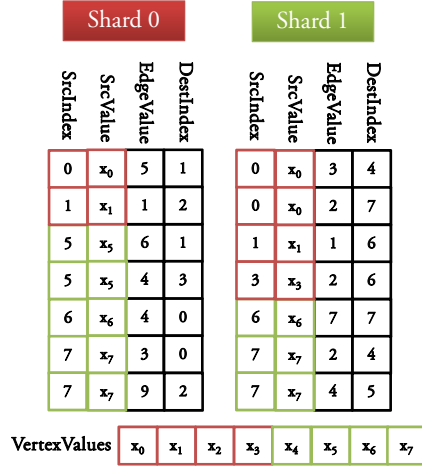 Shard 0 Shard 1
SrcIndex SrcValue EdgeValue DestIndex SrcIndex SrcValue EdgeValue DestIndex
0 x₀ 5 1 0 x₀ 3 4
1 x₁ 1 2 0 x₀ 2 7
5 x₅ 6 1 1 x₁ 1 6
5 x₅ 4 3 3 x₃ 2 6
6 x₆ 4 0 6 x₆ 7 7
7 x₇ 3 0 7 x₇ 2 4
7 x₇ 9 2 7 x₇ 4 5
VertexValues x₀ x₁ x₂ x₃ x₄ x₅ x₆ x₇